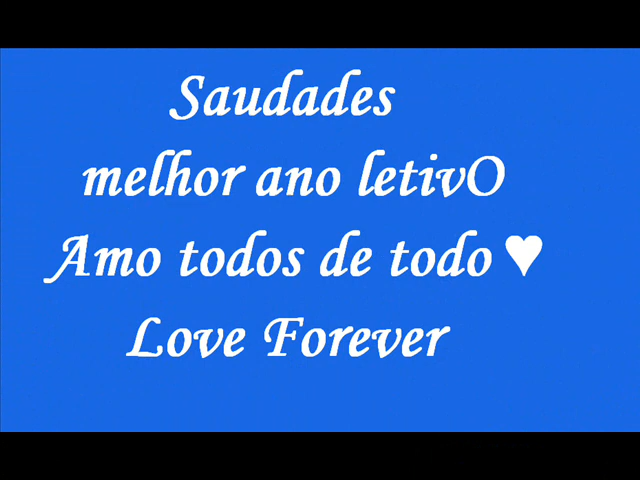 Saudades
melhor ano letivO
Amo todos de todo ♥
Love Forever